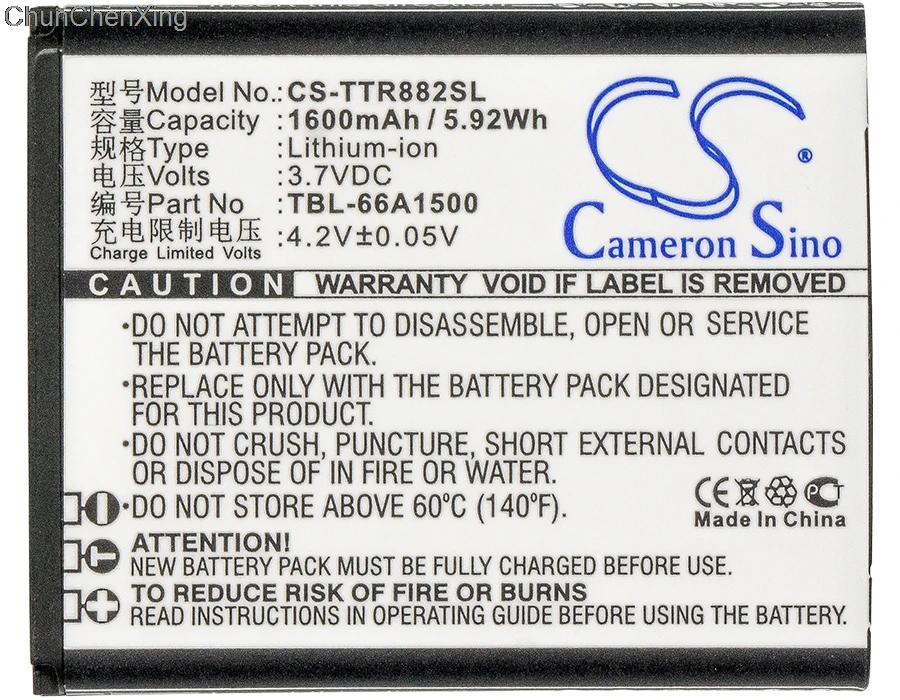 ChunChenXing
型号Model No.: CS-TTR882SL
容量Capacity :1600mAh / 5.92Wh
规格Type :Lithium-ion
电压Volts :3.7VDC
编号Part No :TBL-66A1500
充电限制电压 :4.2V±0.05V
Charge Limited Volts
CS ®
Cameron Sino
CAUTION WARRANTY VOID IF LABEL IS REMOVED
·DO NOT ATTEMPT TO DISASSEMBLE, OPEN OR SERVICE
THE BATTERY PACK.
·REPLACE ONLY WITH THE BATTERY PACK DESIGNATED
FOR THIS PRODUCT.
·DO NOT CRUSH, PUNCTURE, SHORT EXTERNAL CONTACTS
OR DISPOSE OF IN FIRE OR WATER.
·DO NOT STORE ABOVE 60℃ (140℉).
CE PCT
Made In China
ATTENTION!
NEW BATTERY PACK MUST BE FULLY CHARGED BEFORE USE.
TO REDUCE RISK OF FIRE OR BURNS
READ INSTRUCTIONS IN OPERATING GUIDE BEFORE USING THE BATTERY.